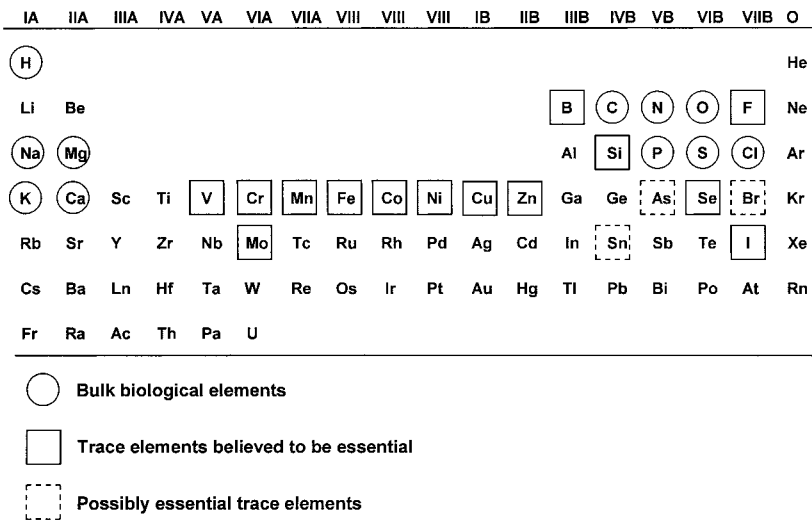 IA IIA IIIA IVA VA VIA VIIA VIII VIII VIII IB IIB IIIB IVB VB VIB VIIB O
H He
Li Be B C N O F Ne
Na Mg Al Si P S Cl Ar
K Ca Sc Ti V Cr Mn Fe Co Ni Cu Zn Ga Ge As Se Br Kr
Rb Sr Y Zr Nb Mo Tc Ru Rh Pd Ag Cd In Sn Sb Te I Xe
Cs Ba Ln Hf Ta W Re Os Ir Pt Au Hg Tl Pb Bi Po At Rn
Fr Ra Ac Th Pa U
Bulk biological elements
Trace elements believed to be essential
Possibly essential trace elements